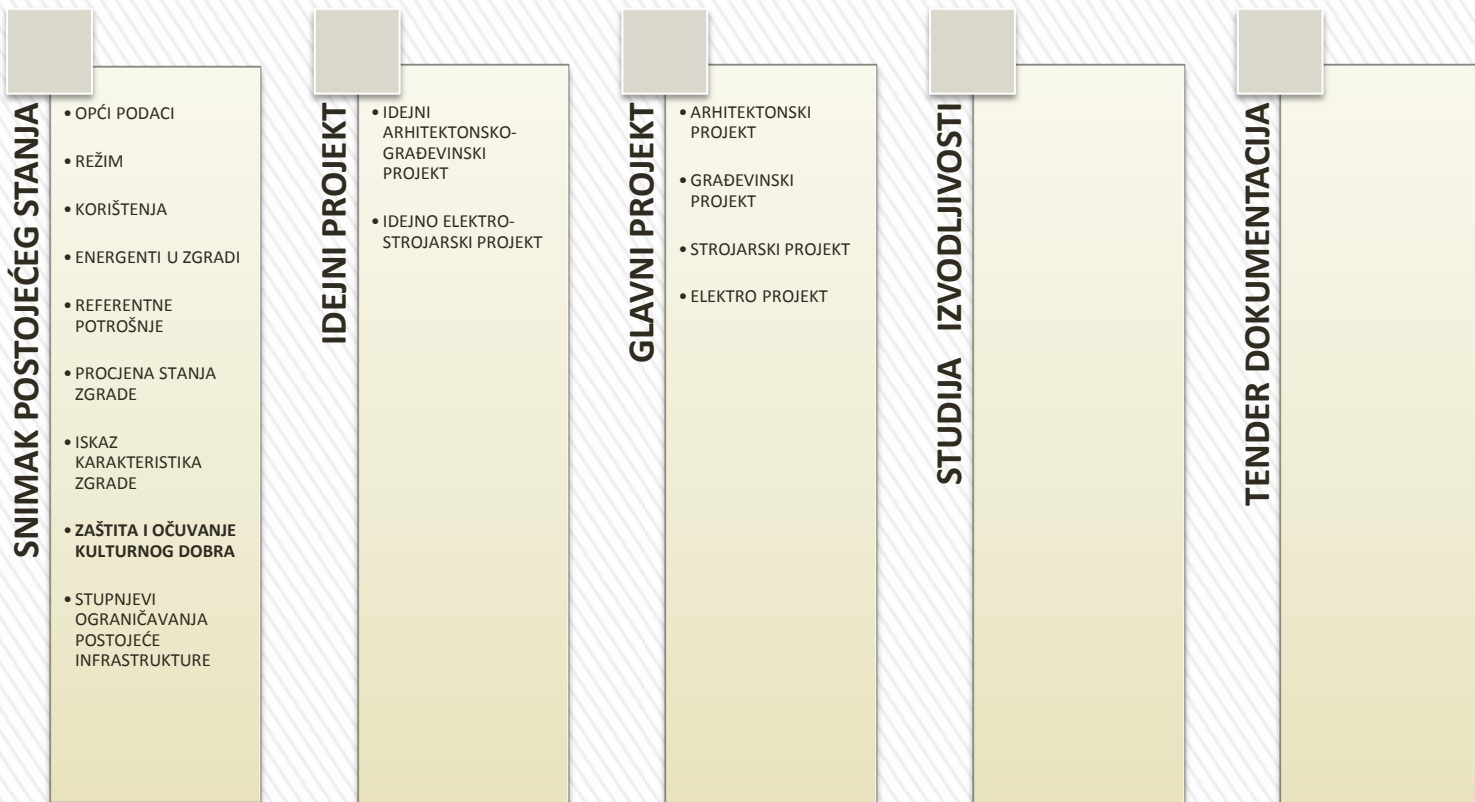 SNIMAK POSTOJEĆEG STANJA
• OPĆI PODACI
• REŽIM
• KORIŠTENJA
• ENERGENTI U ZGRADI
• REFERENTNE
POTROŠNJE
• PROCJENA STANJA
ZGRADE
• ISKAZ
KARAKTERISTIKA
ZGRADE
• ZAŠTITA I OČUVANJE
KULTURNOG DOBRA
• STUPNJEVI
OGRANIČAVANJA
POSTOJEĆE
INFRASTRUKTURE
IDEJNI PROJEKT
• IDEJNI
ARHITEKTONSKO-
GRAĐEVINSKI
PROJEKT
• IDEJNO ELEKTRO-
STROJARSKI PROJEKT
GLAVNI PROJEKT
• ARHITEKTONSKI
PROJEKT
• GRAĐEVINSKI
PROJEKT
• STROJARSKI PROJEKT
• ELEKTRO PROJEKT
STUDIJA IZVODLJIVOSTI
TENDER DOKUMENTACIJA